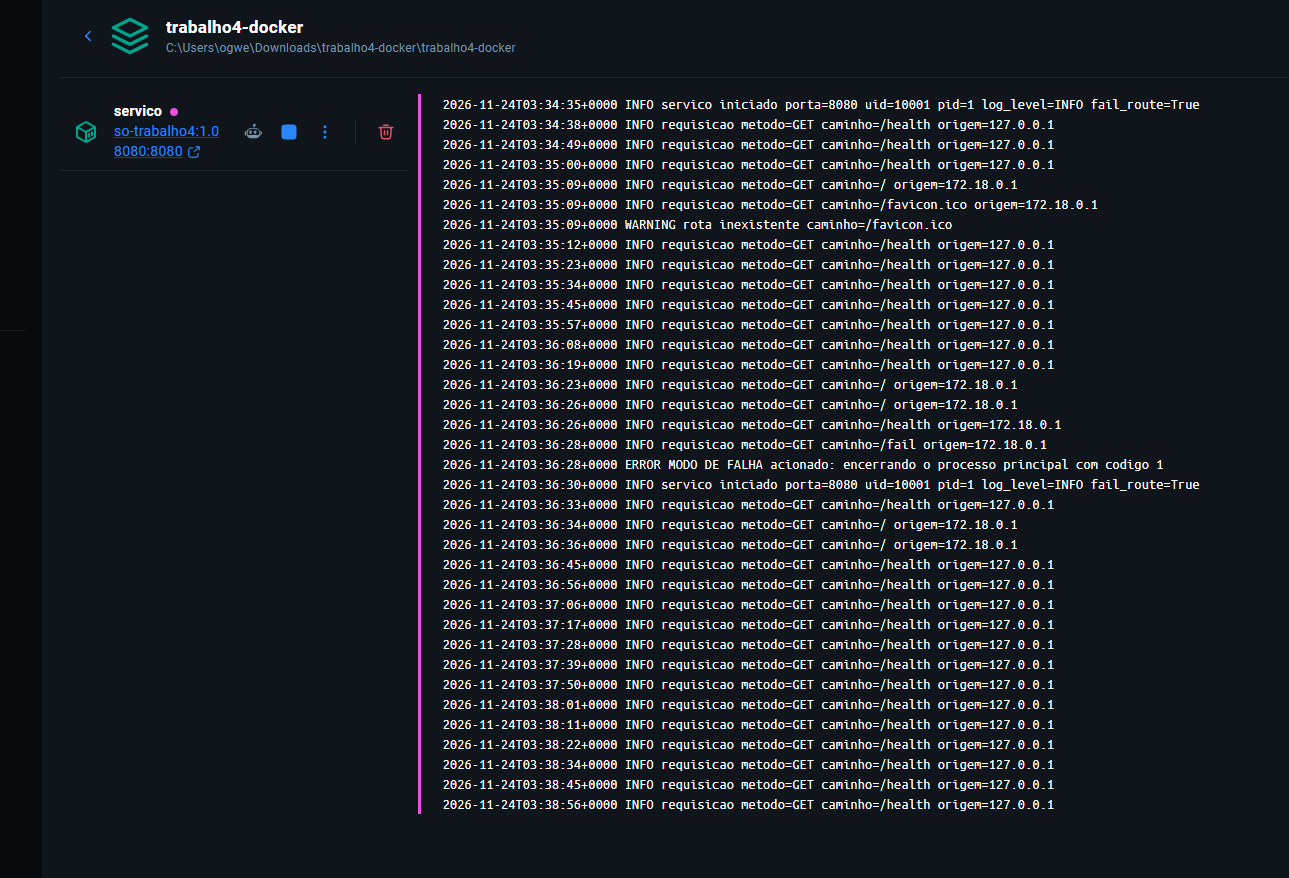 trabalho4-docker
C:\Users\ogwe\Downloads\trabalho4-docker\trabalho4-docker
servico
so-trabalho4:1.0
8080:8080
2026-11-24T03:34:35+0000 INFO servico iniciado porta=8080 uid=10001 pid=1 log_level=INFO fail_route=True
2026-11-24T03:34:38+0000 INFO requisicao metodo=GET caminho=/health origem=127.0.0.1
2026-11-24T03:34:49+0000 INFO requisicao metodo=GET caminho=/health origem=127.0.0.1
2026-11-24T03:35:00+0000 INFO requisicao metodo=GET caminho=/health origem=127.0.0.1
2026-11-24T03:35:09+0000 INFO requisicao metodo=GET caminho=/ origem=172.18.0.1
2026-11-24T03:35:09+0000 INFO requisicao metodo=GET caminho=/favicon.ico origem=172.18.0.1
2026-11-24T03:35:09+0000 WARNING rota inexistente caminho=/favicon.ico
2026-11-24T03:35:12+0000 INFO requisicao metodo=GET caminho=/health origem=127.0.0.1
2026-11-24T03:35:23+0000 INFO requisicao metodo=GET caminho=/health origem=127.0.0.1
2026-11-24T03:35:34+0000 INFO requisicao metodo=GET caminho=/health origem=127.0.0.1
2026-11-24T03:35:45+0000 INFO requisicao metodo=GET caminho=/health origem=127.0.0.1
2026-11-24T03:35:57+0000 INFO requisicao metodo=GET caminho=/health origem=127.0.0.1
2026-11-24T03:36:08+0000 INFO requisicao metodo=GET caminho=/health origem=127.0.0.1
2026-11-24T03:36:19+0000 INFO requisicao metodo=GET caminho=/health origem=127.0.0.1
2026-11-24T03:36:23+0000 INFO requisicao metodo=GET caminho=/ origem=172.18.0.1
2026-11-24T03:36:26+0000 INFO requisicao metodo=GET caminho=/ origem=172.18.0.1
2026-11-24T03:36:26+0000 INFO requisicao metodo=GET caminho=/health origem=172.18.0.1
2026-11-24T03:36:28+0000 INFO requisicao metodo=GET caminho=/fail origem=172.18.0.1
2026-11-24T03:36:28+0000 ERROR MODO DE FALHA acionado: encerrando o processo principal com codigo 1
2026-11-24T03:36:30+0000 INFO servico iniciado porta=8080 uid=10001 pid=1 log_level=INFO fail_route=True
2026-11-24T03:36:33+0000 INFO requisicao metodo=GET caminho=/health origem=127.0.0.1
2026-11-24T03:36:34+0000 INFO requisicao metodo=GET caminho=/ origem=172.18.0.1
2026-11-24T03:36:36+0000 INFO requisicao metodo=GET caminho=/ origem=172.18.0.1
2026-11-24T03:36:45+0000 INFO requisicao metodo=GET caminho=/health origem=127.0.0.1
2026-11-24T03:36:56+0000 INFO requisicao metodo=GET caminho=/health origem=127.0.0.1
2026-11-24T03:37:06+0000 INFO requisicao metodo=GET caminho=/health origem=127.0.0.1
2026-11-24T03:37:17+0000 INFO requisicao metodo=GET caminho=/health origem=127.0.0.1
2026-11-24T03:37:28+0000 INFO requisicao metodo=GET caminho=/health origem=127.0.0.1
2026-11-24T03:37:39+0000 INFO requisicao metodo=GET caminho=/health origem=127.0.0.1
2026-11-24T03:37:50+0000 INFO requisicao metodo=GET caminho=/health origem=127.0.0.1
2026-11-24T03:38:01+0000 INFO requisicao metodo=GET caminho=/health origem=127.0.0.1
2026-11-24T03:38:11+0000 INFO requisicao metodo=GET caminho=/health origem=127.0.0.1
2026-11-24T03:38:22+0000 INFO requisicao metodo=GET caminho=/health origem=127.0.0.1
2026-11-24T03:38:34+0000 INFO requisicao metodo=GET caminho=/health origem=127.0.0.1
2026-11-24T03:38:45+0000 INFO requisicao metodo=GET caminho=/health origem=127.0.0.1
2026-11-24T03:38:56+0000 INFO requisicao metodo=GET caminho=/health origem=127.0.0.1